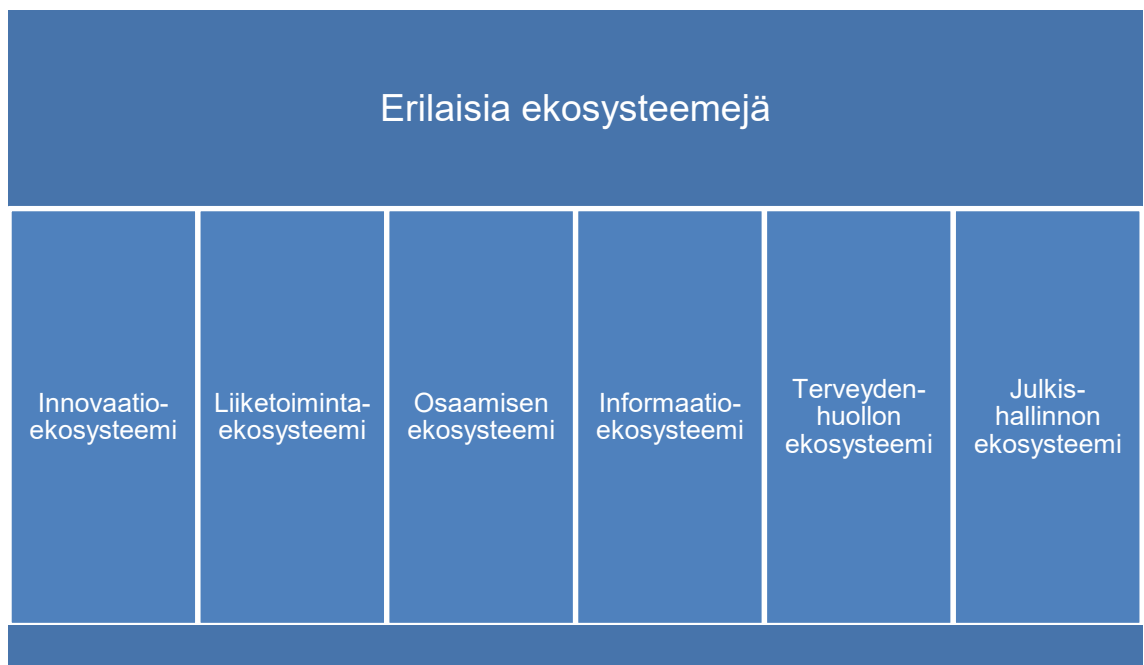 Erilaisia ekosysteemejä
Innovaatio-
ekosysteemi
Liiketoiminta-
ekosysteemi
Osaamisen
ekosysteemi
Informaatio-
ekosysteemi
Terveyden-
huollon
ekosysteemi
Julkis-
hallinnon
ekosysteemi